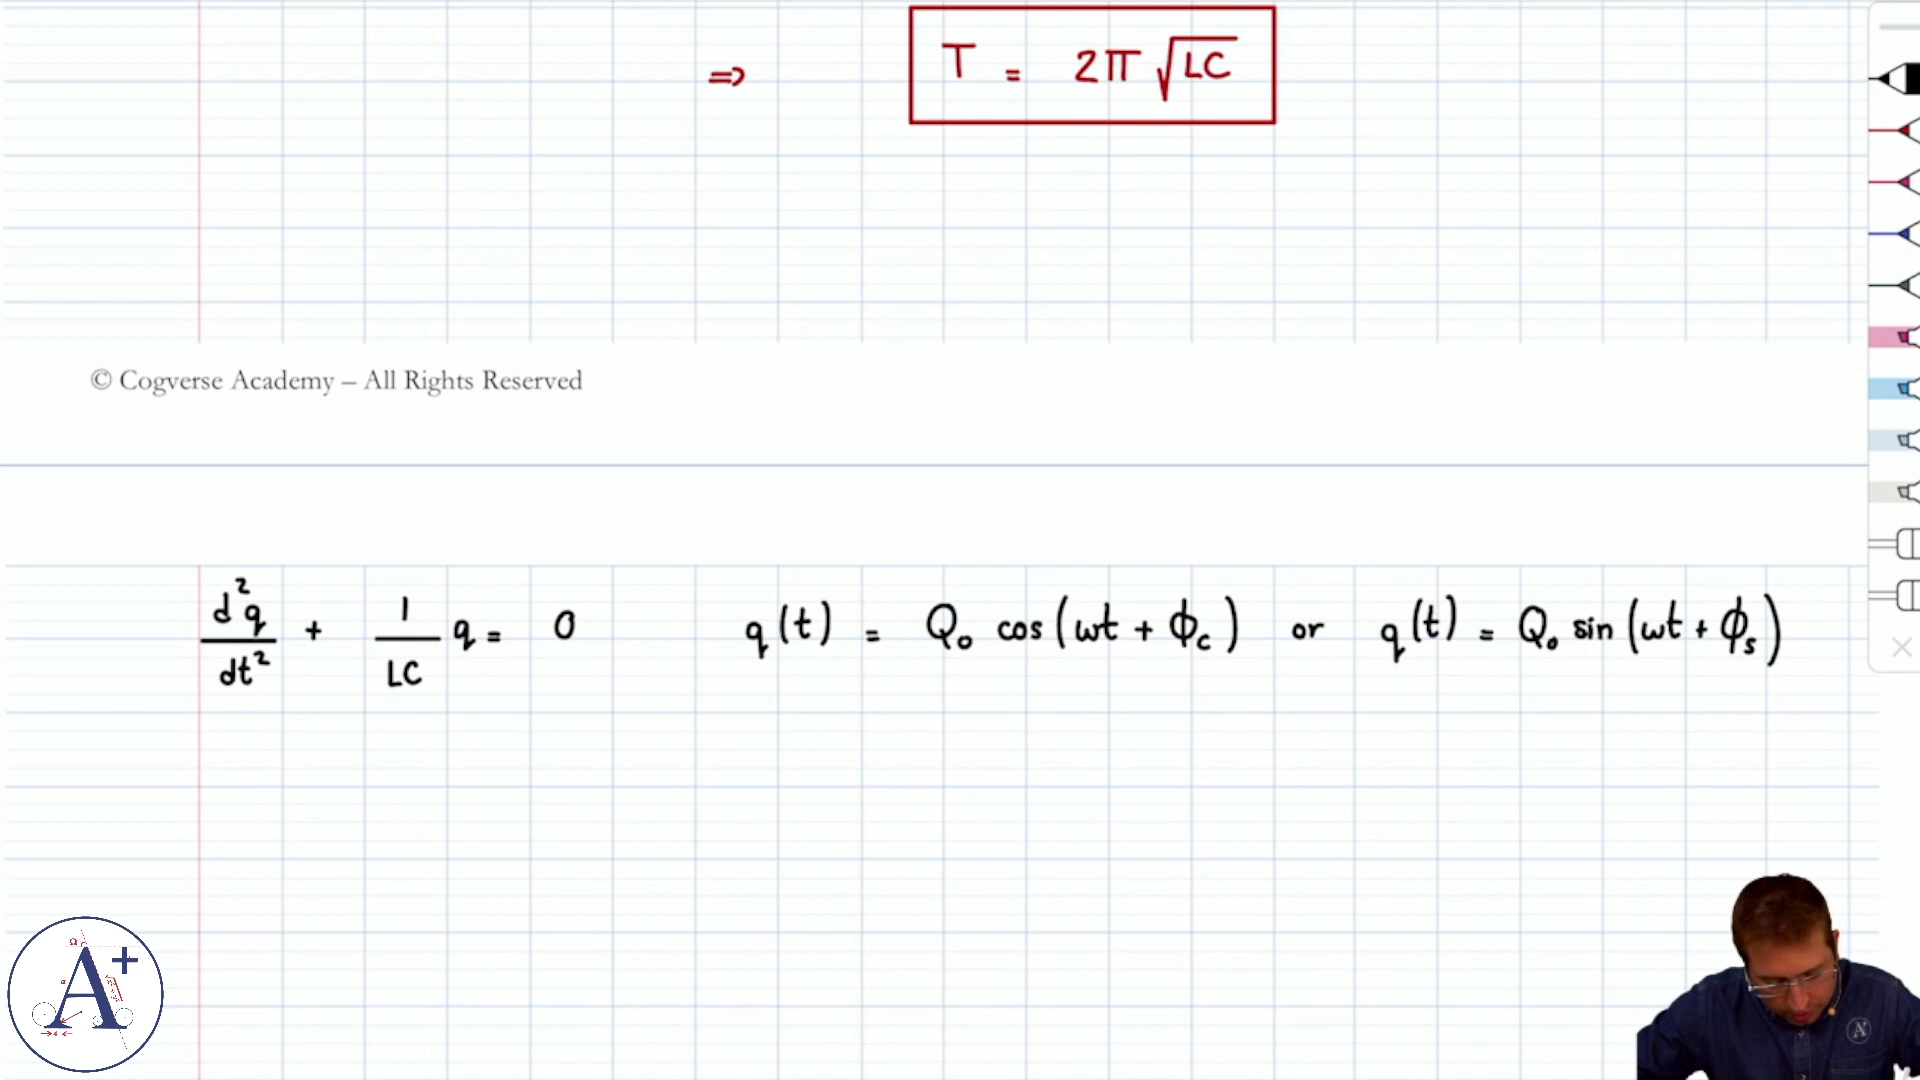 ⇒ T = 2π √LC
© Cogverse Academy – All Rights Reserved
d²q/dt² + 1/LC q = 0 q(t) = Q₀ cos(ωt + ϕ_c) or q(t) = Q₀ sin(ωt + ϕ_s)
A+